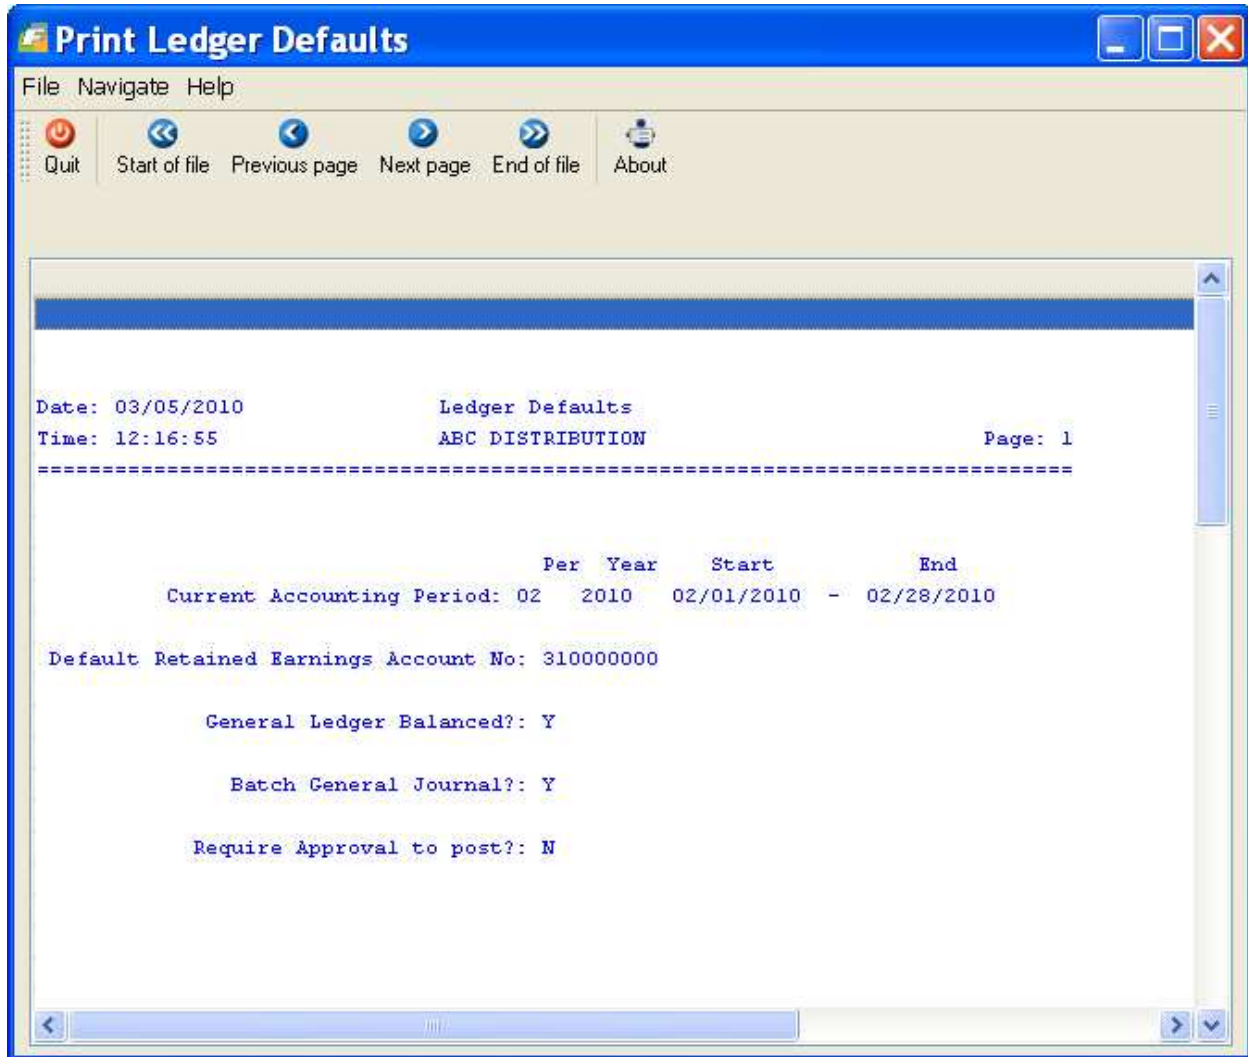 Print Ledger Defaults
File Navigate Help
Quit Start of file Previous page Next page End of file About
Date: 03/05/2010 Ledger Defaults
Time: 12:16:55 ABC DISTRIBUTION Page: 1
================================================================================
Per Year Start End
Current Accounting Period: 02 2010 02/01/2010 - 02/28/2010
Default Retained Earnings Account No: 310000000
General Ledger Balanced?: Y
Batch General Journal?: Y
Require Approval to post?: N